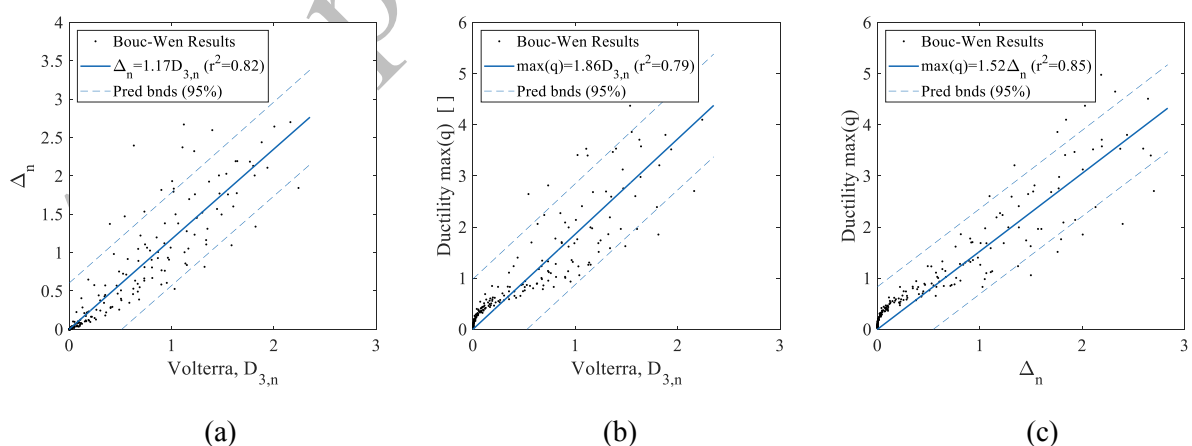 4
3.5
3
2.5
2
1.5
1
0.5
0
0
1
2
3
Δn
Volterra, D3,n
Bouc-Wen Results
Δn=1.17D3,n (r2=0.82)
Pred bnds (95%)
(a)
6
5
4
3
2
1
0
0
1
2
3
Ductility max(q) [ ]
Volterra, D3,n
Bouc-Wen Results
max(q)=1.86D3,n (r2=0.79)
Pred bnds (95%)
(b)
6
5
4
3
2
1
0
0
1
2
3
Ductility max(q)
Δn
Bouc-Wen Results
max(q)=1.52Δn (r2=0.85)
Pred bnds (95%)
(c)